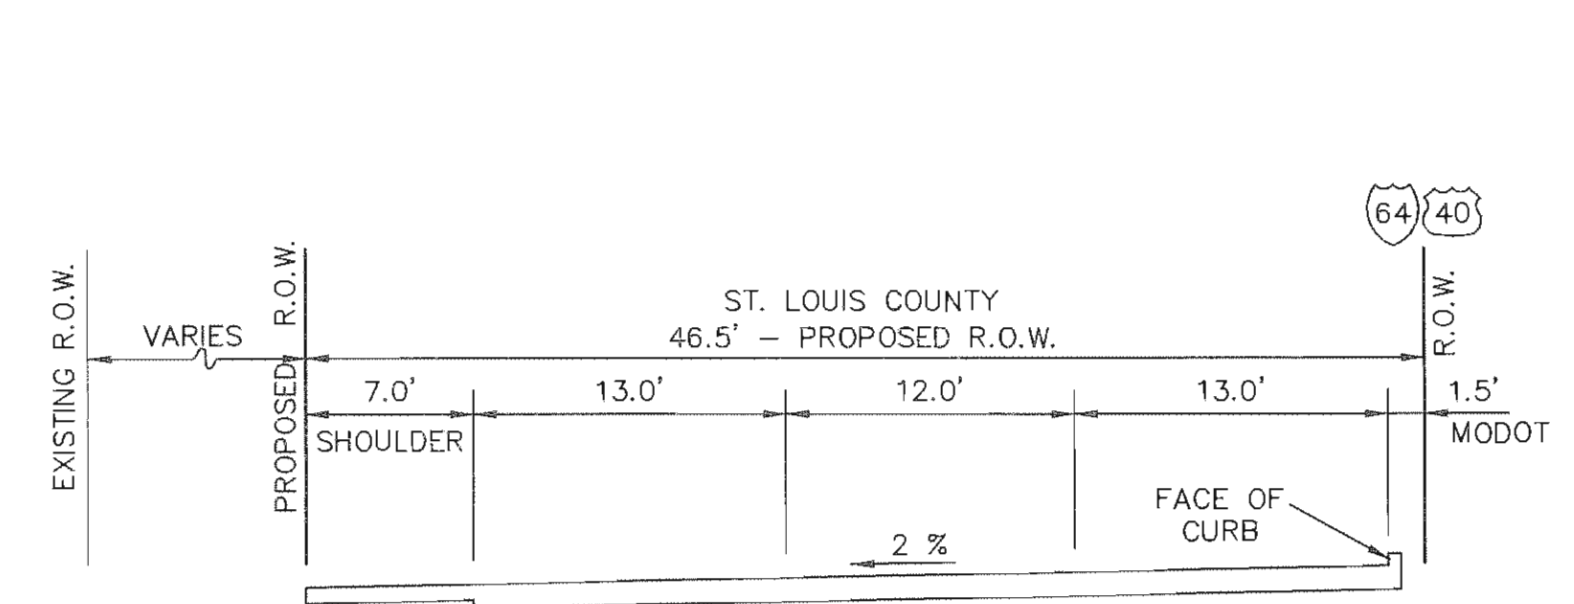 64 40
EXISTING R.O.W.
VARIES
PROPOSED R.O.W.
ST. LOUIS COUNTY
46.5' — PROPOSED R.O.W.
R.O.W.
7.0'
13.0'
12.0'
13.0'
1.5'
SHOULDER
MODOT
FACE OF
CURB
2 %